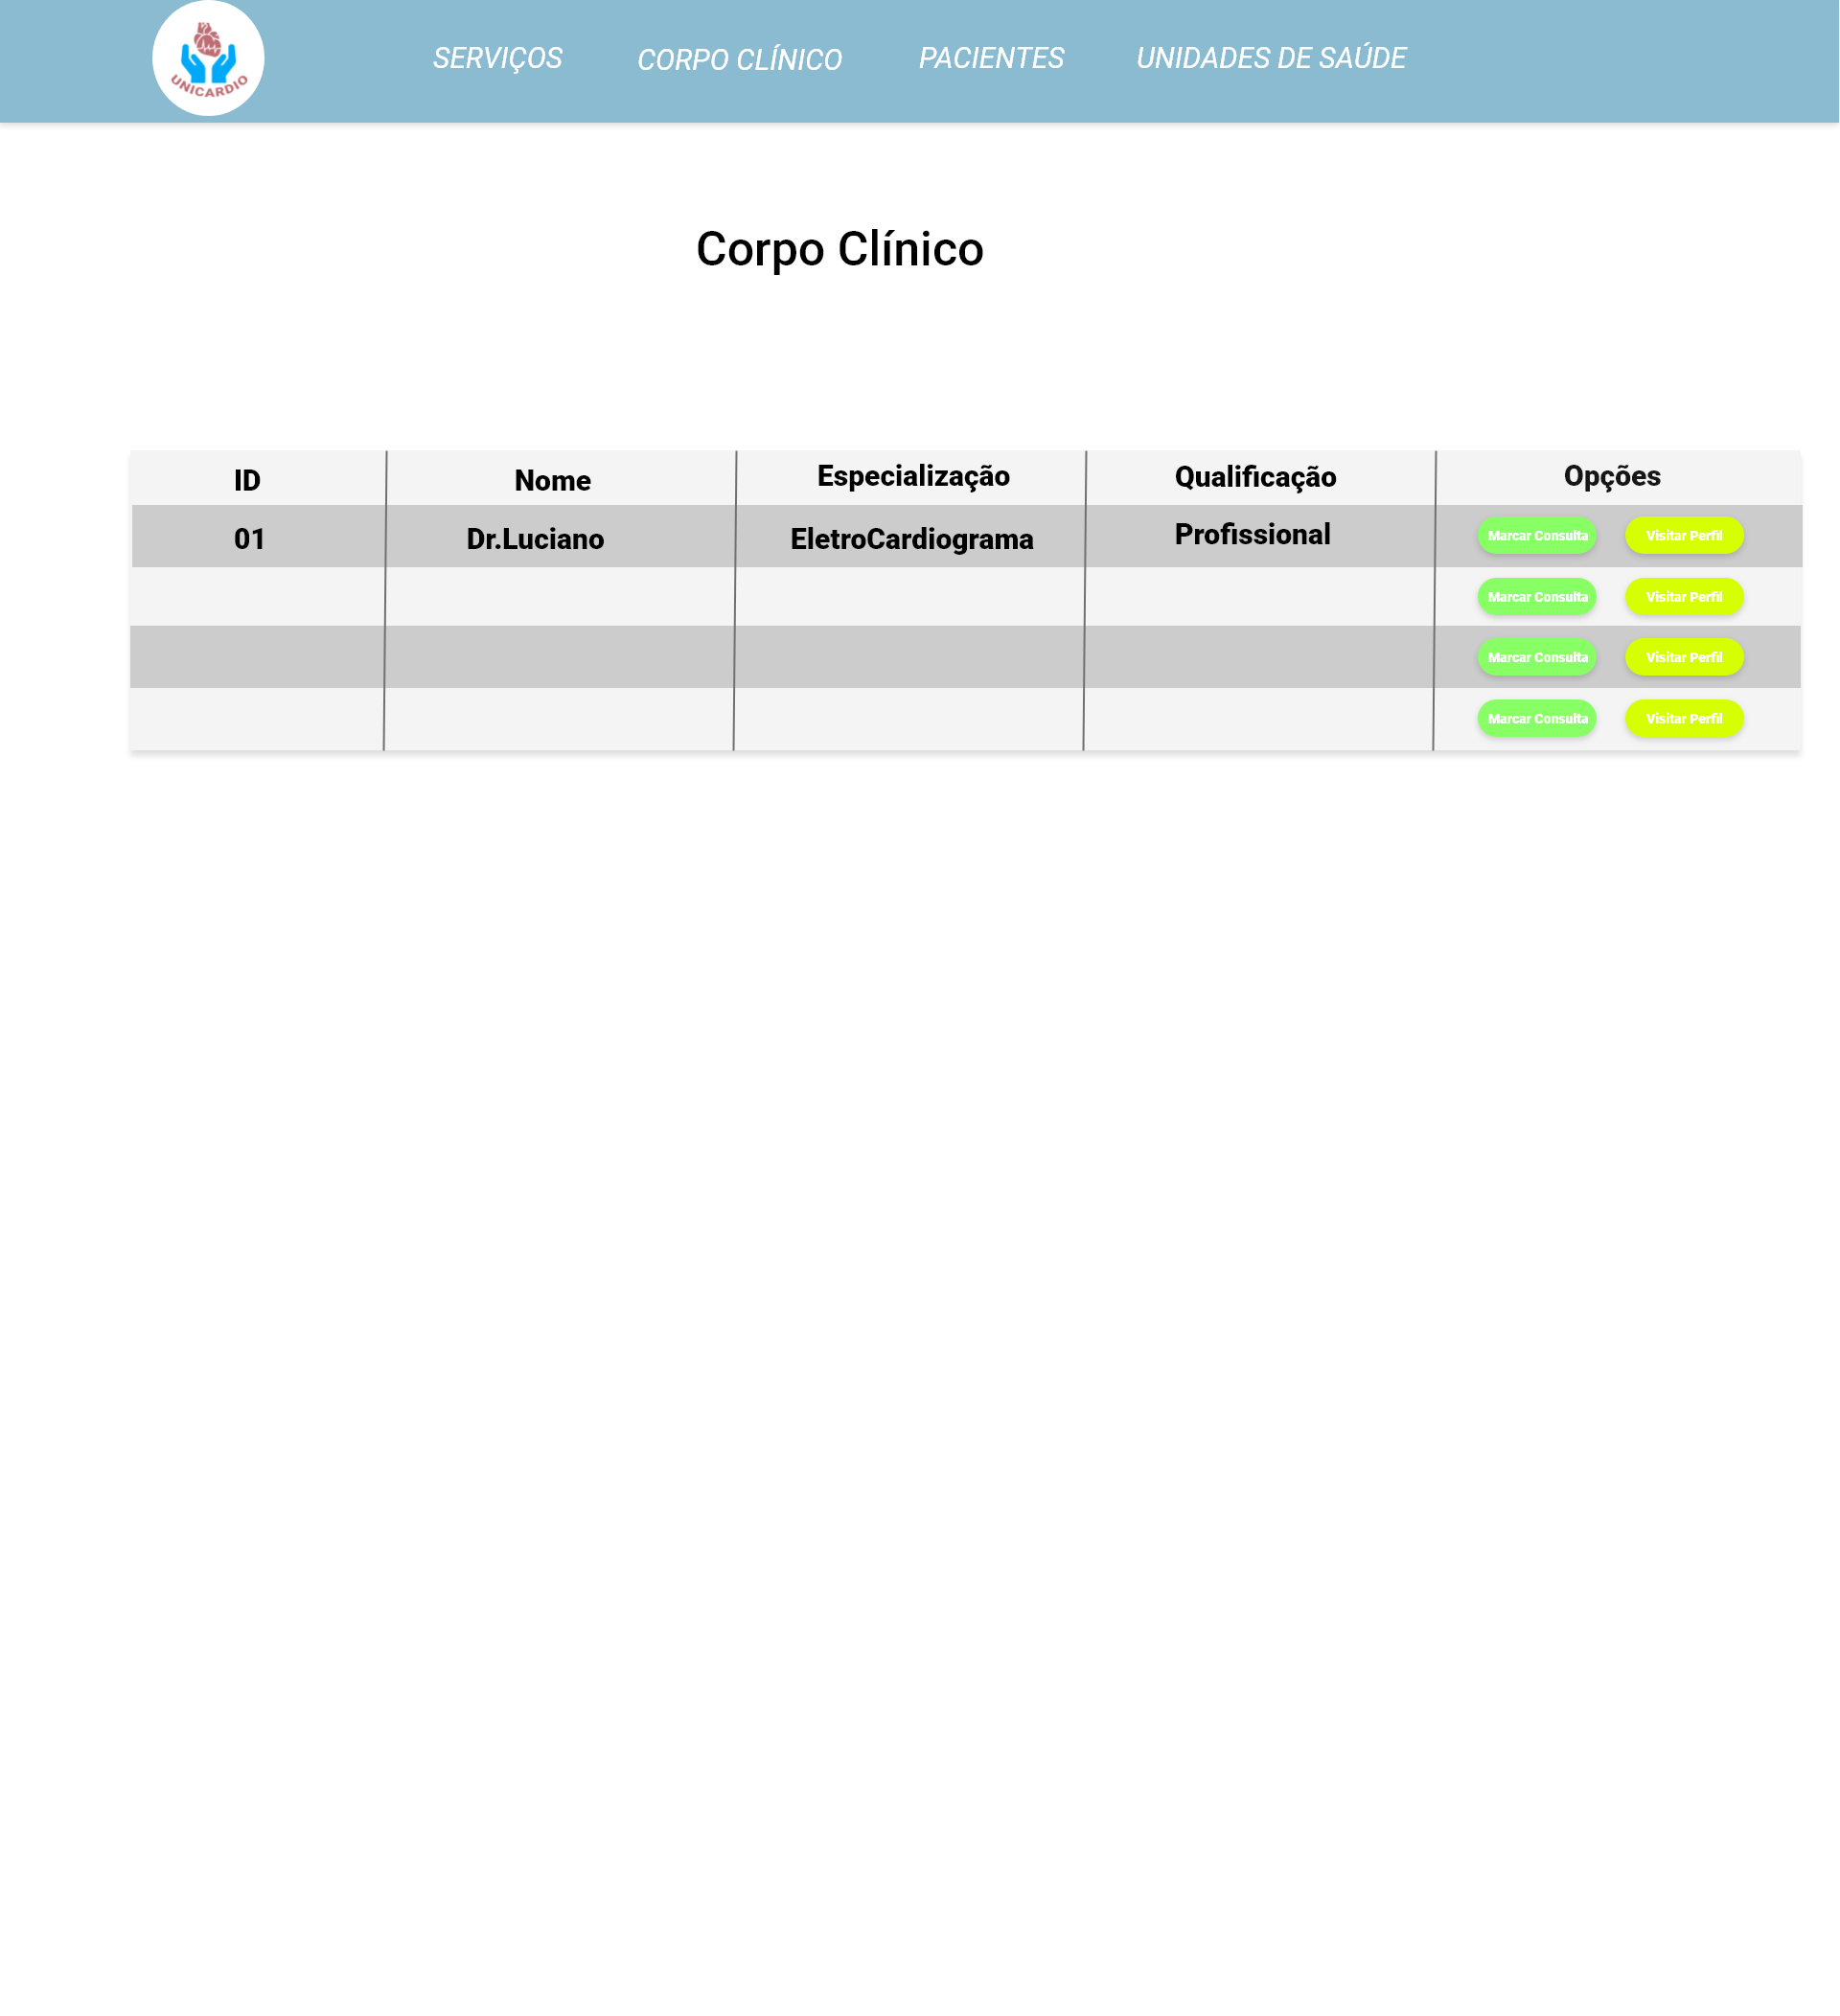 UNICARDIO
SERVIÇOS CORPO CLÍNICO PACIENTES UNIDADES DE SAÚDE
Corpo Clínico
ID Nome Especialização Qualificação Opções
01 Dr.Luciano EletroCardiograma Profissional Marcar Consulta Visitar Perfil
Marcar Consulta Visitar Perfil
Marcar Consulta Visitar Perfil
Marcar Consulta Visitar Perfil